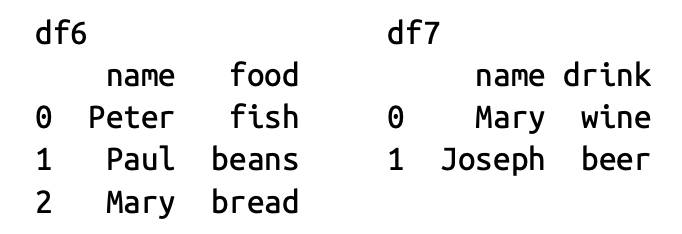 df6                 df7
    name   food          name drink
0  Peter   fish     0    Mary  wine
1   Paul  beans     1  Joseph  beer
2   Mary  bread